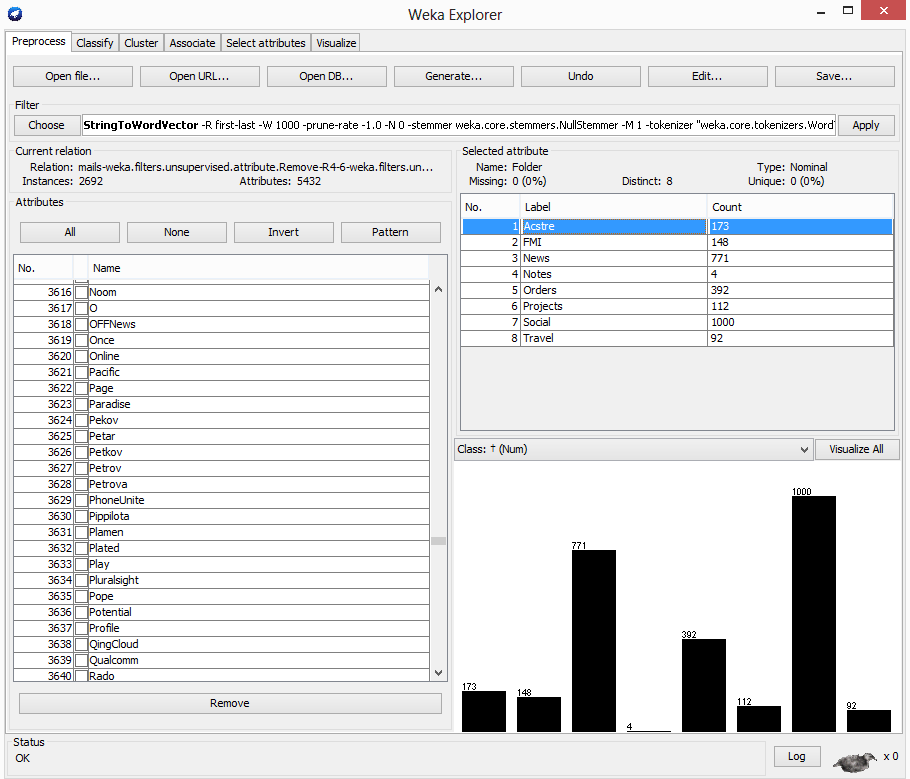 Weka Explorer
Preprocess Classify Cluster Associate Select attributes Visualize
Open file... Open URL... Open DB... Generate... Undo Edit... Save...
Filter
Choose StringToWordVector -R first-last -W 1000 -prune-rate -1.0 -N 0 -stemmer weka.core.stemmers.NullStemmer -M 1 -tokenizer "weka.core.tokenizers.Word Apply
Current relation
Relation: mails-weka.filters.unsupervised.attribute.Remove-R4-6-weka.filters.un...
Instances: 2692 Attributes: 5432
Attributes
All None Invert Pattern
No. Name
3616 Noom
3617 O
3618 OFFNews
3619 Once
3620 Online
3621 Pacific
3622 Page
3623 Paradise
3624 Pekov
3625 Petar
3626 Petkov
3627 Petrov
3628 Petrova
3629 PhoneUnite
3630 Pippilota
3631 Plamen
3632 Plated
3633 Play
3634 Pluralsight
3635 Pope
3636 Potential
3637 Profile
3638 QingCloud
3639 Qualcomm
3640 Rado
Remove
Selected attribute
Name: Folder Type: Nominal
Missing: 0 (0%) Distinct: 8 Unique: 0 (0%)
No. Label Count
1 Acstre 173
2 FMI 148
3 News 771
4 Notes 4
5 Orders 392
6 Projects 112
7 Social 1000
8 Travel 92
Class: † (Num) Visualize All
173 148 771 4 392 112 1000 92
Status
OK
Log x 0